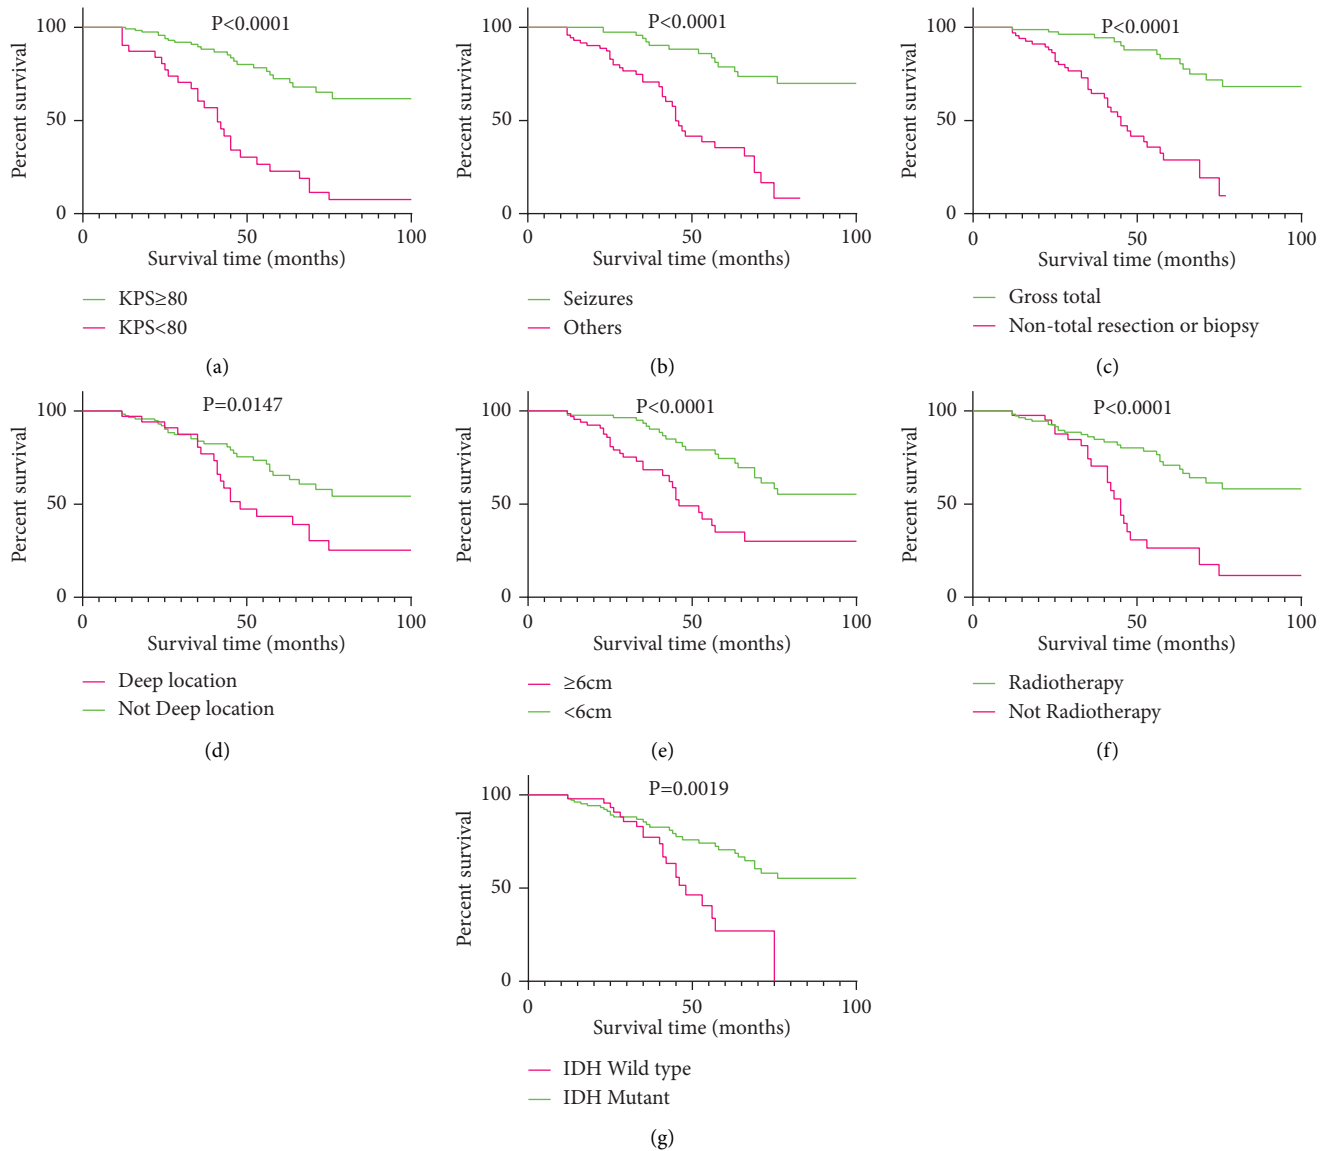 P<0.0001
Percent survival
100
50
0
0 50 100
Survival time (months)
KPS≥80
KPS<80
(a)
P<0.0001
Percent survival
100
50
0
0 50 100
Survival time (months)
Seizures
Others
(b)
P<0.0001
Percent survival
100
50
0
0 50 100
Survival time (months)
Gross total
Non-total resection or biopsy
(c)
P=0.0147
Percent survival
100
50
0
0 50 100
Survival time (months)
Deep location
Not Deep location
(d)
P<0.0001
Percent survival
100
50
0
0 50 100
Survival time (months)
≥6cm
<6cm
(e)
P<0.0001
Percent survival
100
50
0
0 50 100
Survival time (months)
Radiotherapy
Not Radiotherapy
(f)
P=0.0019
Percent survival
100
50
0
0 50 100
Survival time (months)
IDH Wild type
IDH Mutant
(g)